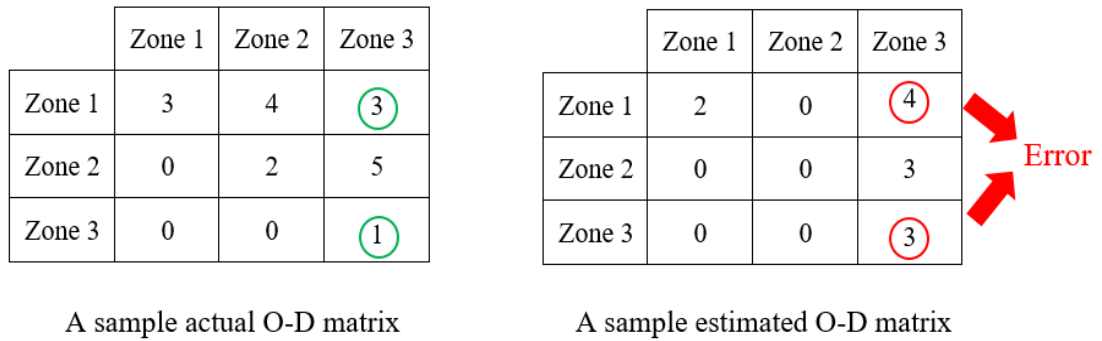 Zone 1 Zone 2 Zone 3
Zone 1 3 4 3
Zone 2 0 2 5
Zone 3 0 0 1
A sample actual O-D matrix
Zone 1 Zone 2 Zone 3
Zone 1 2 0 4
Zone 2 0 0 3
Zone 3 0 0 3
Error
A sample estimated O-D matrix